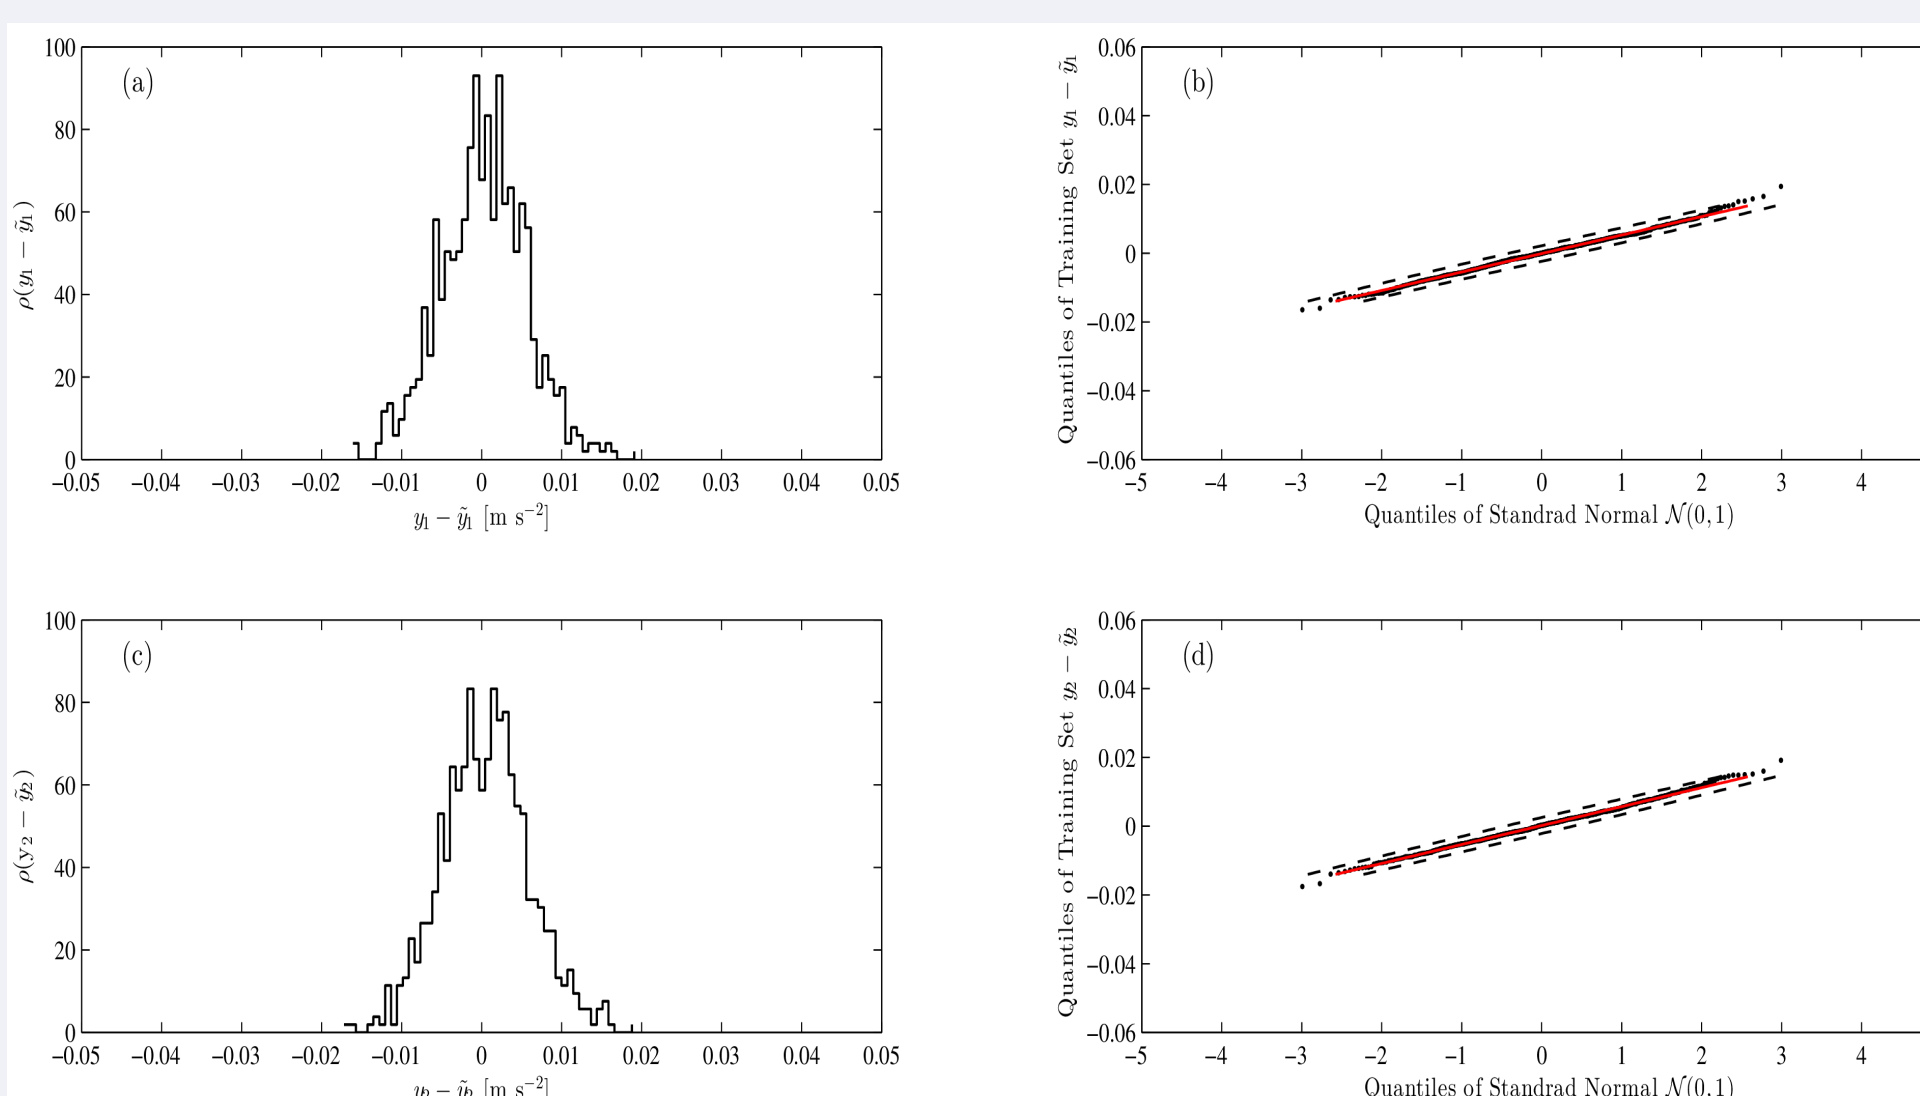 (a)
100
80
60
40
20
0
−0.05 −0.04 −0.03 −0.02 −0.01 0 0.01 0.02 0.03 0.04 0.05
ρ(y₁ − ỹ₁)
y₁ − ỹ₁ [m s⁻²]
(b)
0.06
0.04
0.02
0
−0.02
−0.04
−0.06
−5 −4 −3 −2 −1 0 1 2 3 4
Quantiles of Training Set y₁ − ỹ₁
Quantiles of Standrad Normal 𝒩(0,1)
(c)
100
80
60
40
20
0
−0.05 −0.04 −0.03 −0.02 −0.01 0 0.01 0.02 0.03 0.04 0.05
ρ(y₂ − ỹ₂)
y₂ − ỹ₂ [m s⁻²]
(d)
0.06
0.04
0.02
0
−0.02
−0.04
−0.06
−5 −4 −3 −2 −1 0 1 2 3 4
Quantiles of Training Set y₂ − ỹ₂
Quantiles of Standrad Normal 𝒩(0,1)